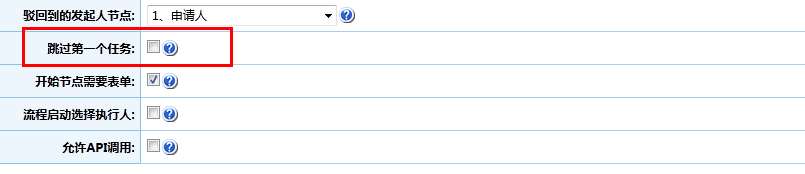 驳回到的发起人节点: 1、申请人
跳过第一个任务:
开始节点需要表单:
流程启动选择执行人:
允许API调用: